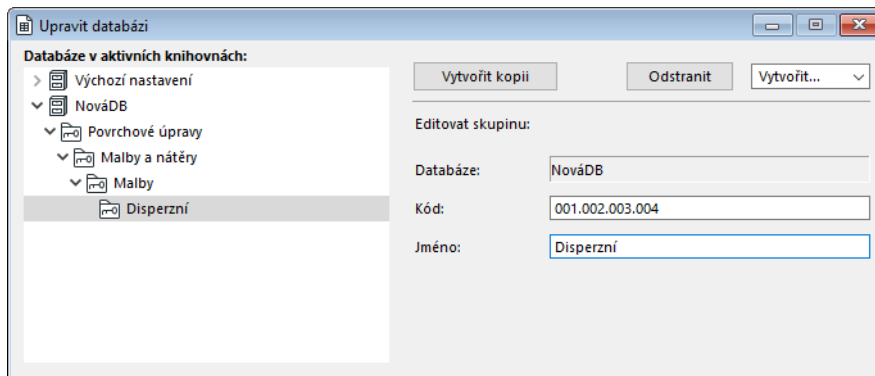 Upravit databázi
Databáze v aktivních knihovnách:
Výchozí nastavení
NováDB
Povrchové úpravy
Malby a nátěry
Malby
Disperzní
Vytvořit kopii
Odstranit
Vytvořit...
Editovat skupinu:
Databáze: NováDB
Kód: 001.002.003.004
Jméno: Disperzní